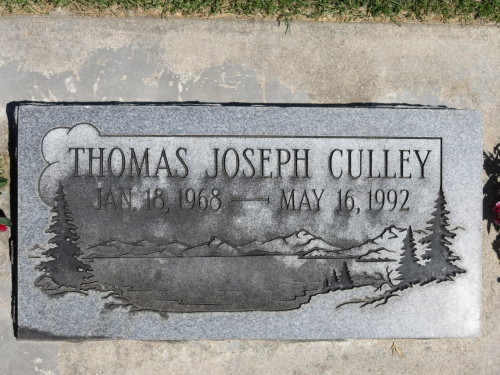 THOMAS JOSEPH CULLEY
JAN. 18, 1968 — MAY 16, 1992